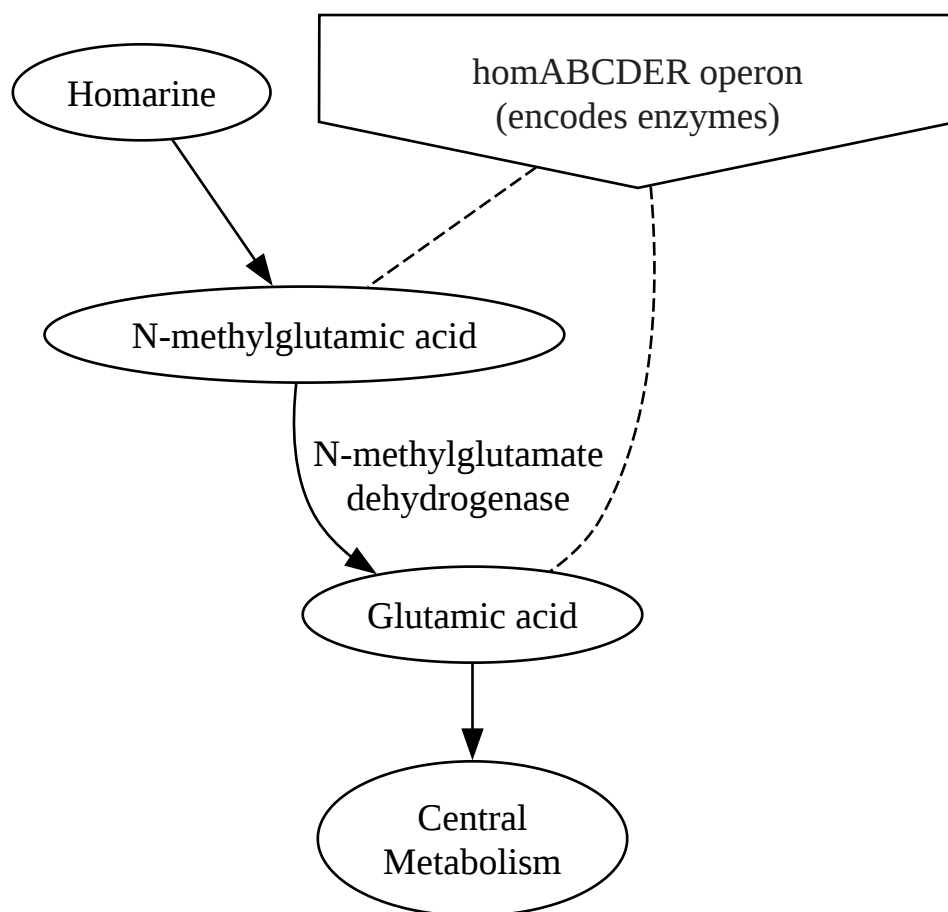 homABCDER operon
(encodes enzymes)
Homarine
N-methylglutamic acid
N-methylglutamate
dehydrogenase
Glutamic acid
Central
Metabolism